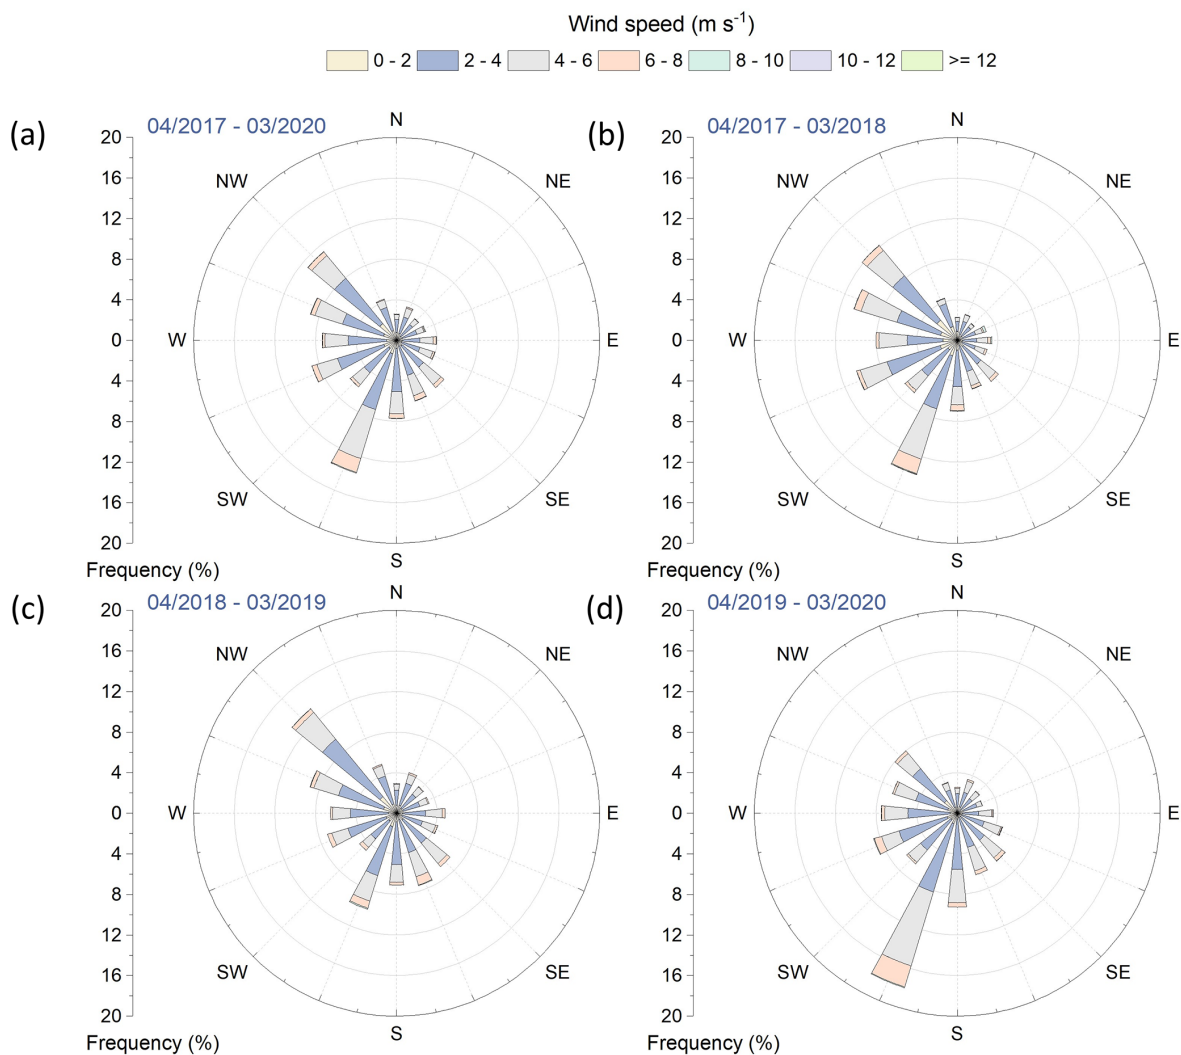 Wind speed (m s-1)
0 - 2 2 - 4 4 - 6 6 - 8 8 - 10 10 - 12 >= 12
(a) 04/2017 - 03/2020 N
20
16
12
8
4
0
4
8
12
16
20
NW NE
W E
SW SE
S
Frequency (%)
(b) 04/2017 - 03/2018 N
20
16
12
8
4
0
4
8
12
16
20
NW NE
W E
SW SE
S
Frequency (%)
(c) 04/2018 - 03/2019 N
20
16
12
8
4
0
4
8
12
16
20
NW NE
W E
SW SE
S
Frequency (%)
(d) 04/2019 - 03/2020 N
20
16
12
8
4
0
4
8
12
16
20
NW NE
W E
SW SE
S
Frequency (%)